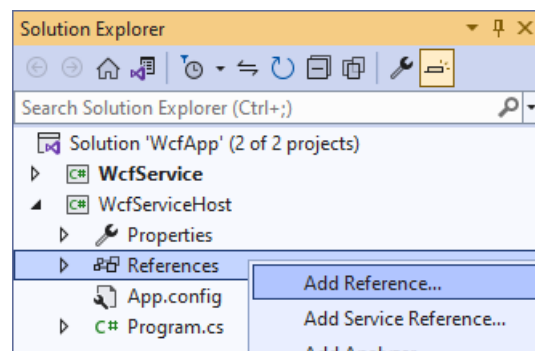 Solution Explorer
Search Solution Explorer (Ctrl+;)
Solution 'WcfApp' (2 of 2 projects)
C# WcfService
C# WcfServiceHost
Properties
References
Add Reference...
App.config
Add Service Reference...
C# Program.cs